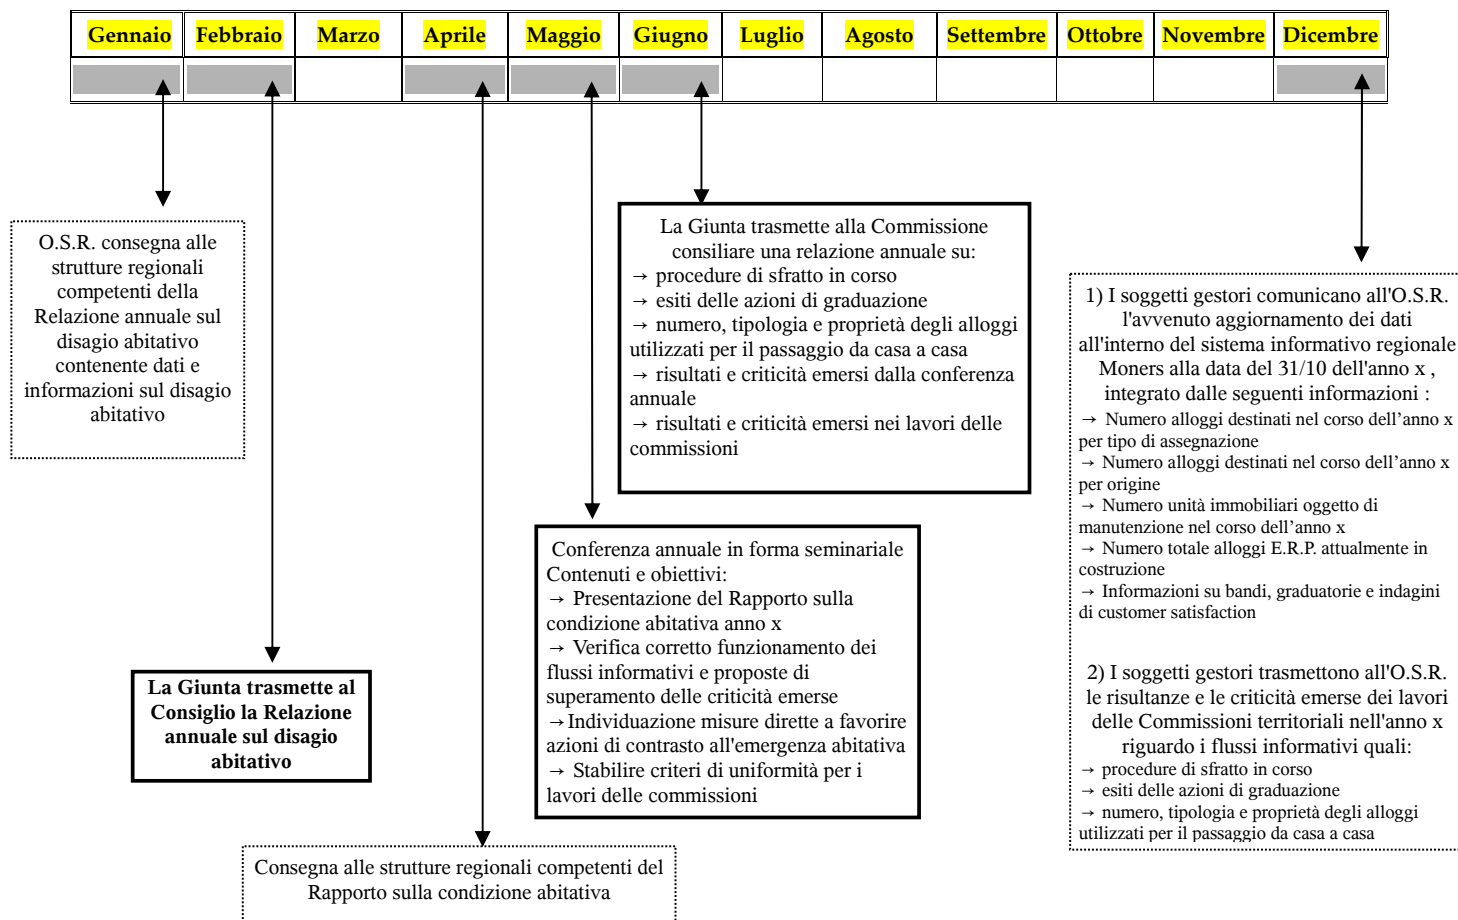 Gennaio Febbraio Marzo Aprile Maggio Giugno Luglio Agosto Settembre Ottobre Novembre Dicembre
O.S.R. consegna alle
strutture regionali
competenti della
Relazione annuale sul
disagio abitativo
contenente dati e
informazioni sul disagio
abitativo
La Giunta trasmette al
Consiglio la Relazione
annuale sul disagio
abitativo
Consegna alle strutture regionali competenti del
Rapporto sulla condizione abitativa
Conferenza annuale in forma seminariale
Contenuti e obiettivi:
→ Presentazione del Rapporto sulla
condizione abitativa anno x
→ Verifica corretto funzionamento dei
flussi informativi e proposte di
superamento delle criticità emerse
→Individuazione misure dirette a favorire
azioni di contrasto all'emergenza abitativa
→ Stabilire criteri di uniformità per i
lavori delle commissioni
La Giunta trasmette alla Commissione
consiliare una relazione annuale su:
→ procedure di sfratto in corso
→ esiti delle azioni di graduazione
→ numero, tipologia e proprietà degli alloggi
utilizzati per il passaggio da casa a casa
→ risultati e criticità emersi dalla conferenza
annuale
→ risultati e criticità emersi nei lavori delle
commissioni
1) I soggetti gestori comunicano all'O.S.R.
l'avvenuto aggiornamento dei dati
all'interno del sistema informativo regionale
Moners alla data del 31/10 dell'anno x ,
integrato dalle seguenti informazioni :
→ Numero alloggi destinati nel corso dell’anno x
per tipo di assegnazione
→ Numero alloggi destinati nel corso dell’anno x
per origine
→ Numero unità immobiliari oggetto di
manutenzione nel corso dell’anno x
→ Numero totale alloggi E.R.P. attualmente in
costruzione
→ Informazioni su bandi, graduatorie e indagini
di customer satisfaction
2) I soggetti gestori trasmettono all'O.S.R.
le risultanze e le criticità emerse dei lavori
delle Commissioni territoriali nell'anno x
riguardo i flussi informativi quali:
→ procedure di sfratto in corso
→ esiti delle azioni di graduazione
→ numero, tipologia e proprietà degli alloggi
utilizzati per il passaggio da casa a casa